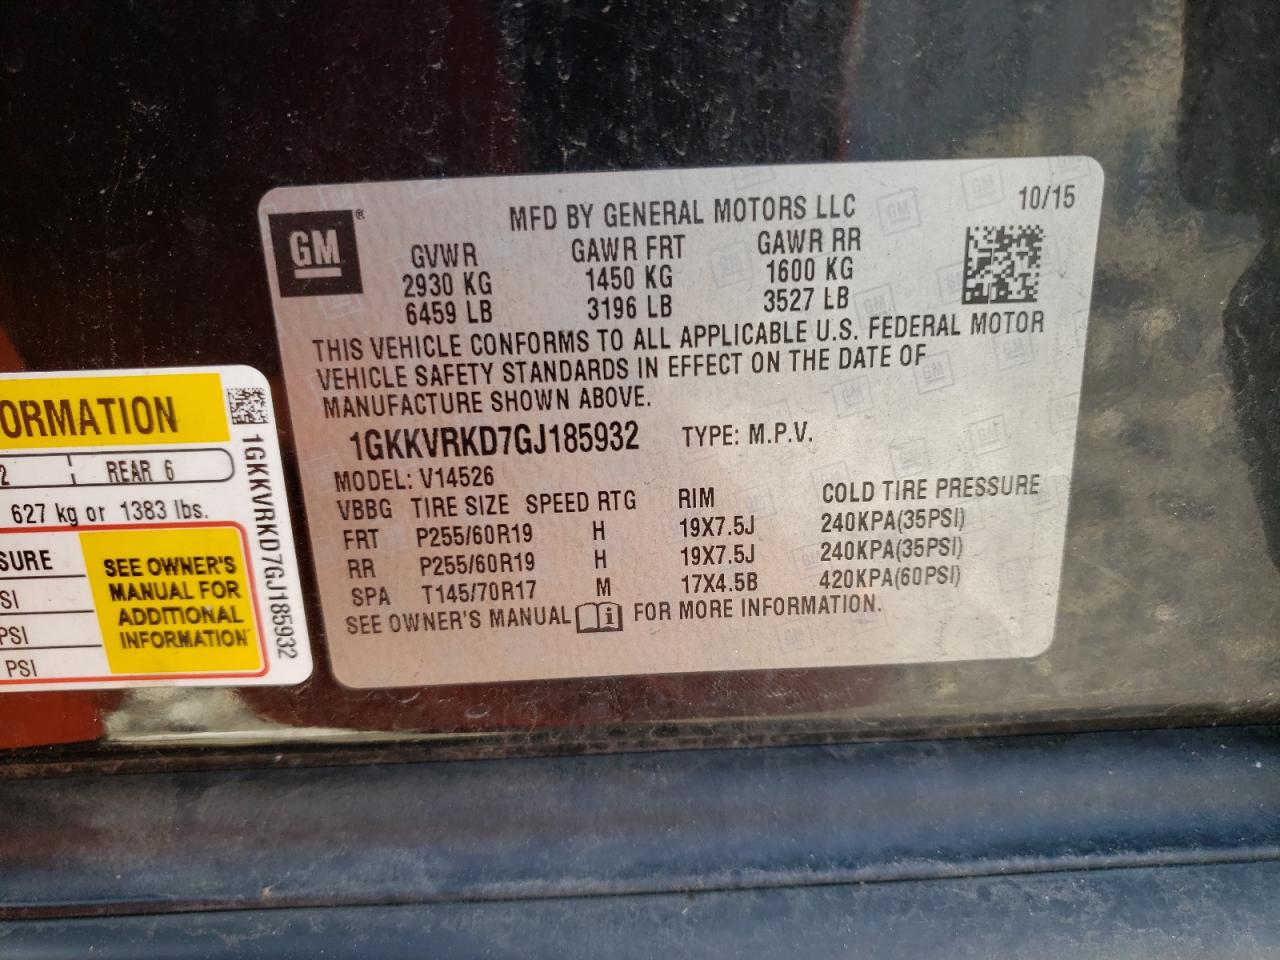 GM ®
MFD BY GENERAL MOTORS LLC
10/15
GVWR GAWR FRT GAWR RR
2930 KG 1450 KG 1600 KG
6459 LB 3196 LB 3527 LB
THIS VEHICLE CONFORMS TO ALL APPLICABLE U.S. FEDERAL MOTOR
VEHICLE SAFETY STANDARDS IN EFFECT ON THE DATE OF
MANUFACTURE SHOWN ABOVE.
1GKKVRKD7GJ185932 TYPE: M.P.V.
MODEL: V14526
VBBG TIRE SIZE SPEED RTG RIM COLD TIRE PRESSURE
FRT P255/60R19 H 19X7.5J 240KPA(35PSI)
RR P255/60R19 H 19X7.5J 240KPA(35PSI)
SPA T145/70R17 M 17X4.5B 420KPA(60PSI)
SEE OWNER'S MANUAL i FOR MORE INFORMATION.
ORMATION
2 REAR 6
627 kg or 1383 lbs.
SURE
SI
PSI
PSI
SEE OWNER'S
MANUAL FOR
ADDITIONAL
INFORMATION
1GKKVRKD7GJ185932